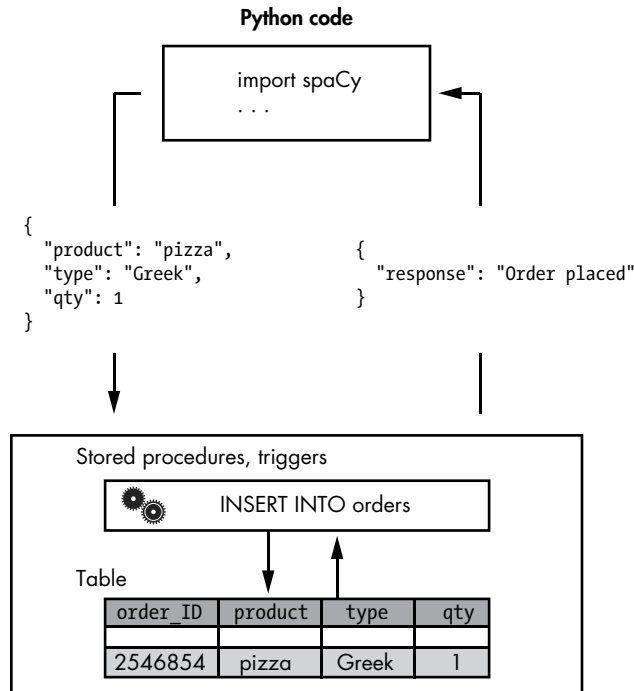 Python code
import spaCy
. . .
{
"product": "pizza",
"type": "Greek",
"qty": 1
}
{
"response": "Order placed"
}
Stored procedures, triggers
INSERT INTO orders
Table
order_ID product type qty
2546854 pizza Greek 1